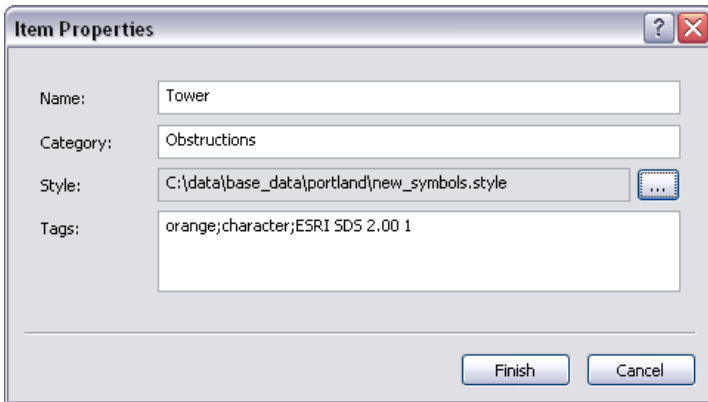 Item Properties
Name: Tower
Category: Obstructions
Style: C:\data\base_data\portland\new_symbols.style ...
Tags: orange;character;ESRI SDS 2.00 1
Finish Cancel